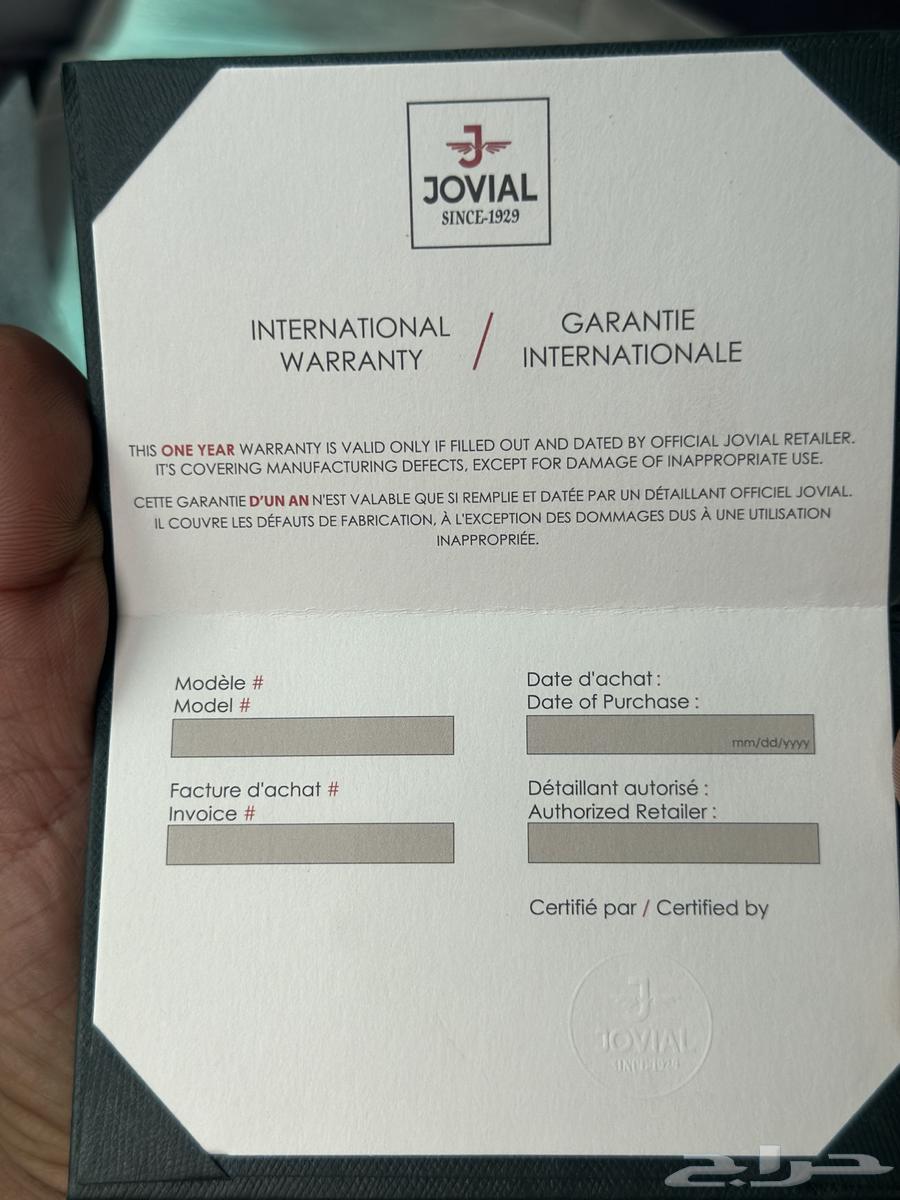 J
JOVIAL
SINCE-1929
INTERNATIONAL
WARRANTY
/
GARANTIE
INTERNATIONALE
THIS ONE YEAR WARRANTY IS VALID ONLY IF FILLED OUT AND DATED BY OFFICIAL JOVIAL RETAILER.
IT'S COVERING MANUFACTURING DEFECTS, EXCEPT FOR DAMAGE OF INAPPROPRIATE USE.
CETTE GARANTIE D'UN AN N'EST VALABLE QUE SI REMPLIE ET DATÉE PAR UN DÉTAILLANT OFFICIEL JOVIAL.
IL COUVRE LES DÉFAUTS DE FABRICATION, À L'EXCEPTION DES DOMMAGES DUS À UNE UTILISATION
INAPPROPRIÉE.
Modèle #
Model #
Date d'achat :
Date of Purchase :
mm/dd/yyyy
Facture d'achat #
Invoice #
Détaillant autorisé :
Authorized Retailer :
Certifié par / Certified by
J
JOVIAL
SINCE-1929
حراج